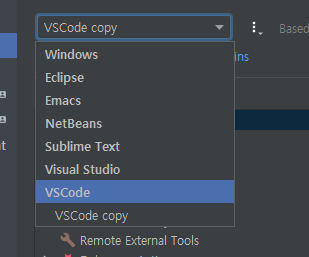 VSCode copy
Based
Windows
ins
Eclipse
Emacs
NetBeans
Sublime Text
Visual Studio
VSCode
VSCode copy
Remote External Tools